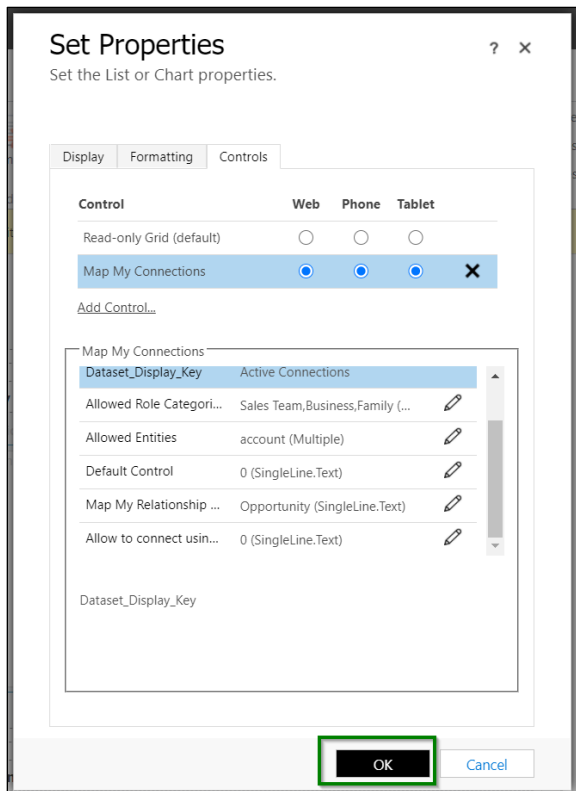 Set Properties
? ×
Set the List or Chart properties.
Display Formatting Controls
Control Web Phone Tablet
Read-only Grid (default)
Map My Connections
Add Control...
Map My Connections
Dataset_Display_Key Active Connections
Allowed Role Categori... Sales Team,Business,Family (...
Allowed Entities account (Multiple)
Default Control 0 (SingleLine.Text)
Map My Relationship ... Opportunity (SingleLine.Text)
Allow to connect usin... 0 (SingleLine.Text)
Dataset_Display_Key
OK Cancel